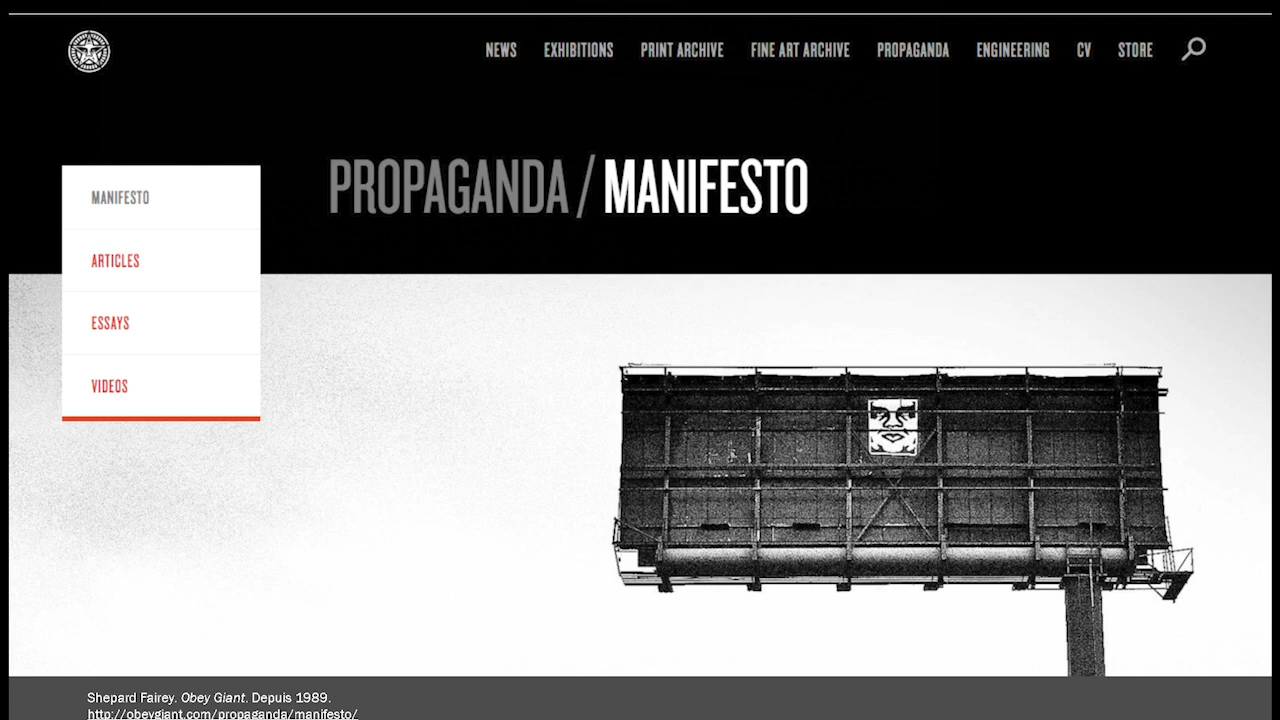 NEWS EXHIBITIONS PRINT ARCHIVE FINE ART ARCHIVE PROPAGANDA ENGINEERING CV STORE
PROPAGANDA / MANIFESTO
MANIFESTO
ARTICLES
ESSAYS
VIDEOS
Shepard Fairey. Obey Giant. Depuis 1989.
http://obeygiant.com/propaganda/manifesto/